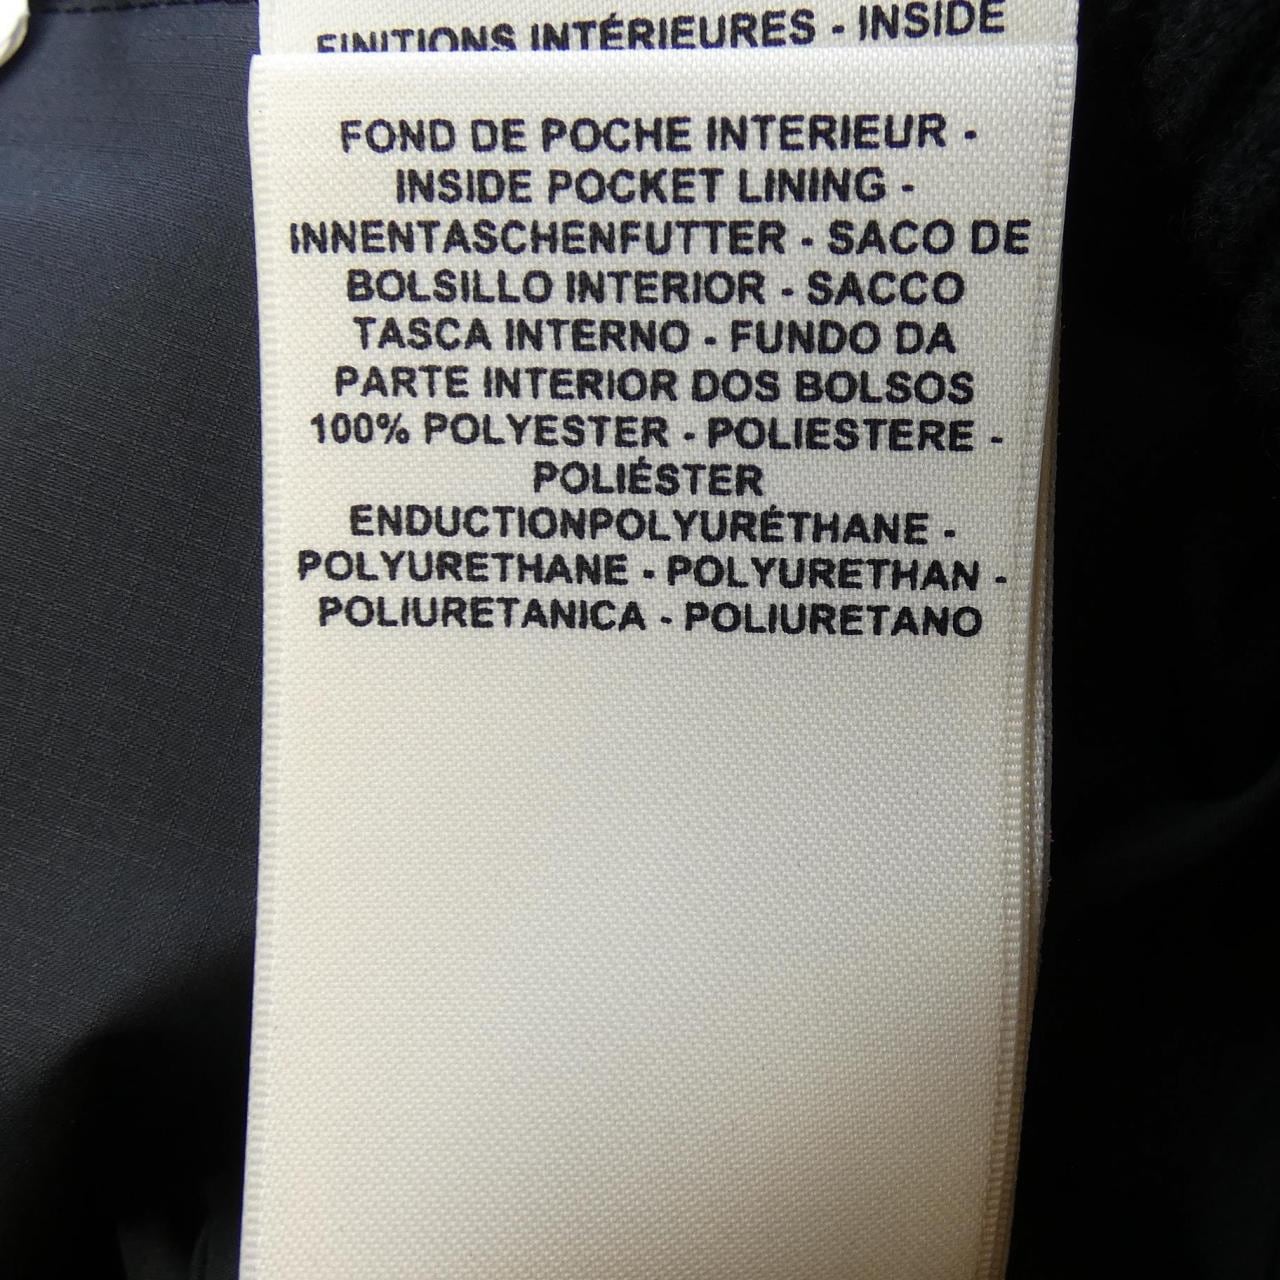 FINITIONS INTÉRIEURES - INSIDE
FOND DE POCHE INTERIEUR -
INSIDE POCKET LINING -
INNENTASCHENFUTTER - SACO DE
BOLSILLO INTERIOR - SACCO
TASCA INTERNO - FUNDO DA
PARTE INTERIOR DOS BOLSOS
100% POLYESTER - POLIESTERE -
POLIÉSTER
ENDUCTIONPOLYURÉTHANE -
POLYURETHANE - POLYURETHAN -
POLIURETANICA - POLIURETANO